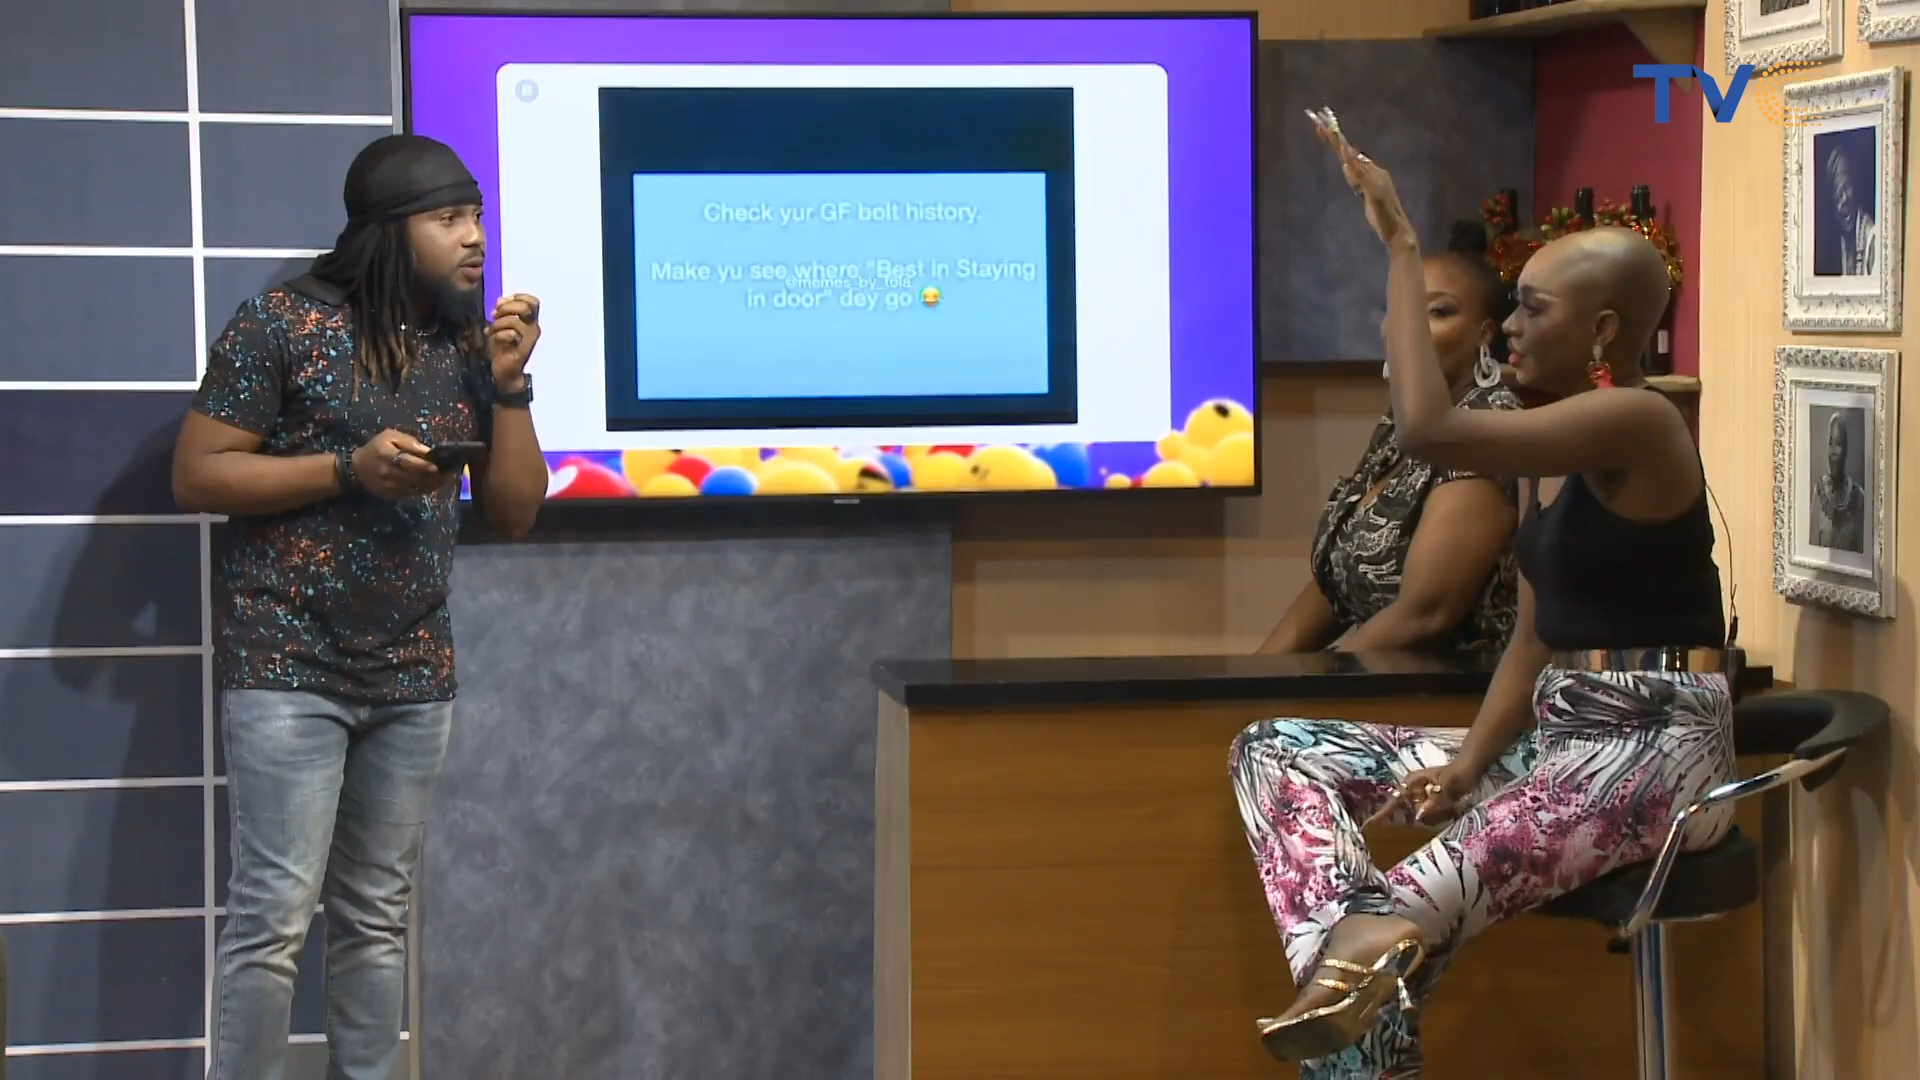 TVC
Check yur GF bolt history.
Make yu see where "Best in Staying
@memes_by_tola
in door" dey go 😂